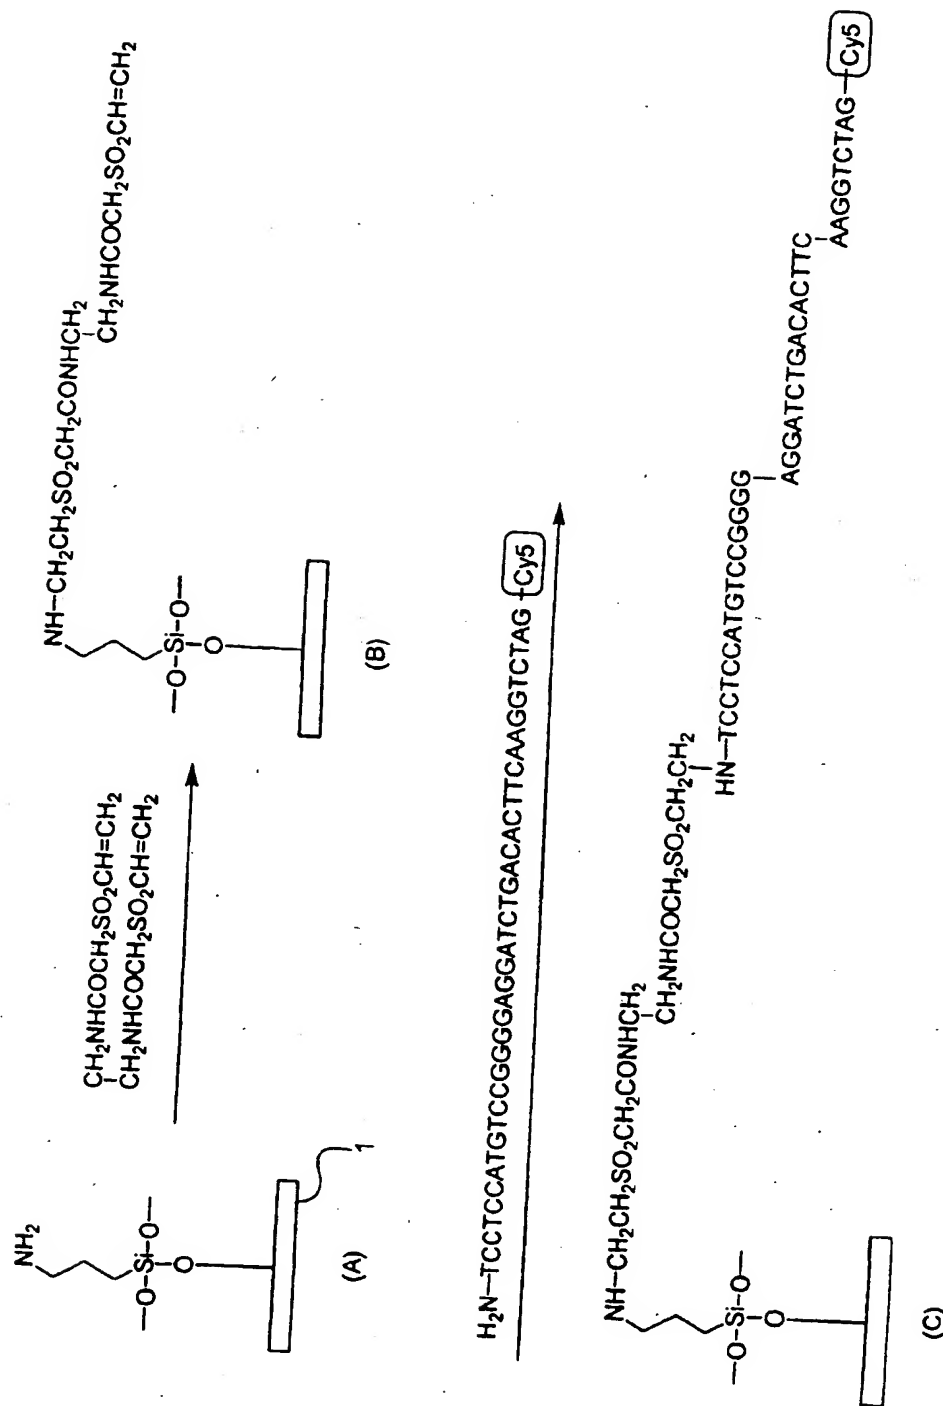 NH2
—O—Si—O—
O
1
(A)
CH2NHCOCH2SO2CH=CH2
CH2NHCOCH2SO2CH=CH2
NH—CH2CH2SO2CH2CONHCH2
CH2NHCOCH2SO2CH=CH2
—O—Si—O—
O
(B)
H2N—TCCTCCATGTCCGGGGAGGATCTGACACTTCAAGGTCTAG—Cy5
NH—CH2CH2SO2CH2CONHCH2
CH2NHCOCH2SO2CH2CH2
HN—TCCTCCATGTCCGGGG
AGGATCTGACACTTC
AAGGTCTAG—Cy5
—O—Si—O—
O
(C)